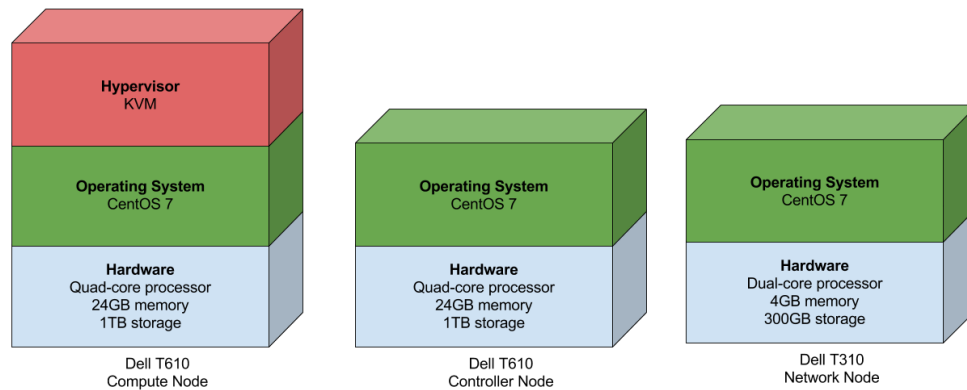 Hypervisor
KVM
Operating System
CentOS 7
Hardware
Quad-core processor
24GB memory
1TB storage
Dell T610
Compute Node
Operating System
CentOS 7
Hardware
Quad-core processor
24GB memory
1TB storage
Dell T610
Controller Node
Operating System
CentOS 7
Hardware
Dual-core processor
4GB memory
300GB storage
Dell T310
Network Node